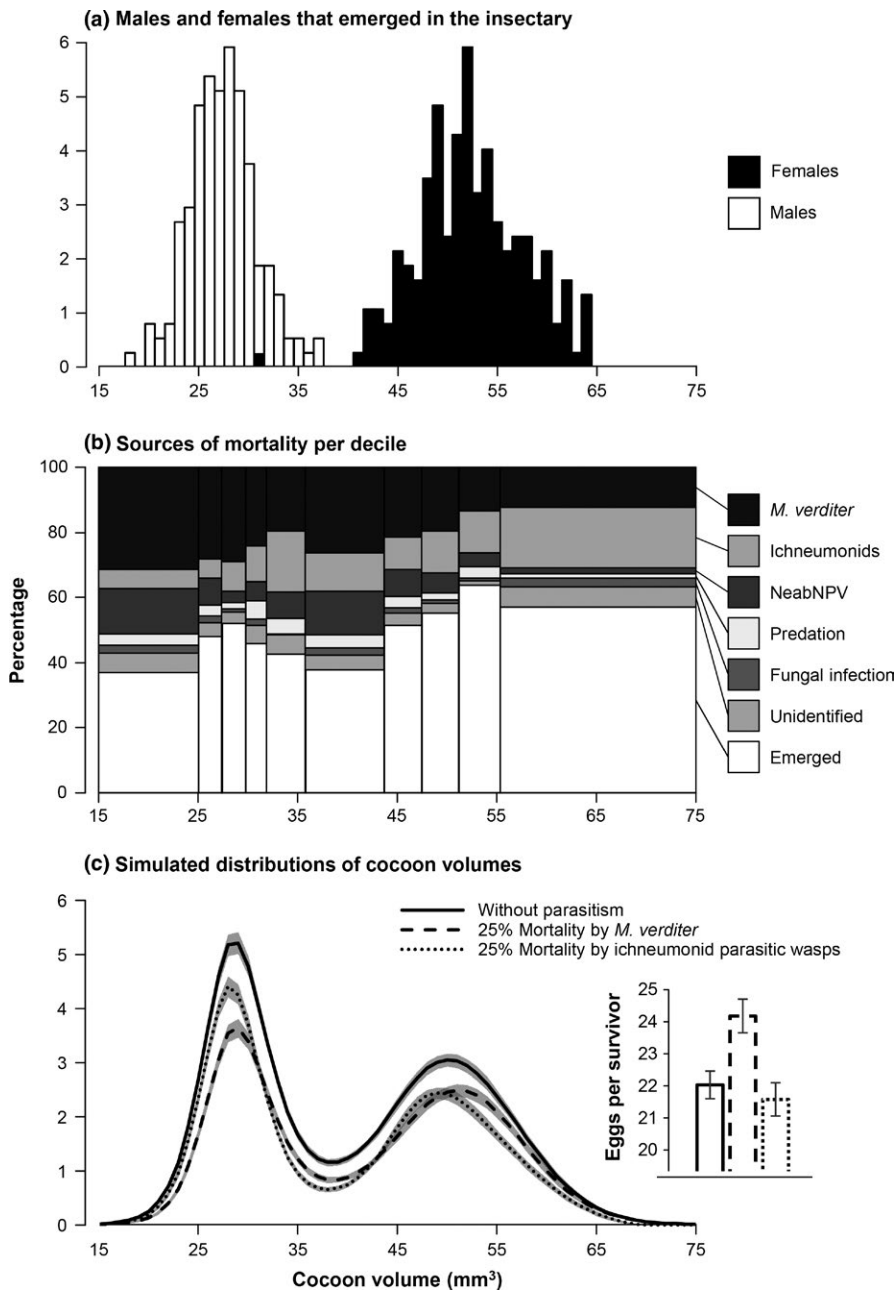 (a) Males and females that emerged in the insectary
6
5
4
3
2
1
0
15 25 35 45 55 65 75
Females
Males
(b) Sources of mortality per decile
Percentage
100
80
60
40
20
0
15 25 35 45 55 65 75
M. verditer
Ichneumonids
NeabNPV
Predation
Fungal infection
Unidentified
Emerged
(c) Simulated distributions of cocoon volumes
6
5
4
3
2
1
0
15 25 35 45 55 65 75
Cocoon volume (mm³)
Without parasitism
25% Mortality by M. verditer
25% Mortality by ichneumonid parasitic wasps
Eggs per survivor
25
24
23
22
21
20